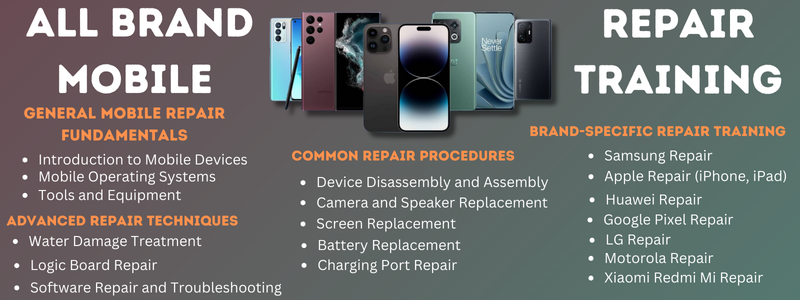 ALL BRAND
MOBILE
REPAIR
TRAINING
GENERAL MOBILE REPAIR
FUNDAMENTALS
• Introduction to Mobile Devices
• Mobile Operating Systems
• Tools and Equipment
ADVANCED REPAIR TECHNIQUES
• Water Damage Treatment
• Logic Board Repair
• Software Repair and Troubleshooting
Never
Settle
COMMON REPAIR PROCEDURES
• Device Disassembly and Assembly
• Camera and Speaker Replacement
• Screen Replacement
• Battery Replacement
• Charging Port Repair
BRAND-SPECIFIC REPAIR TRAINING
• Samsung Repair
• Apple Repair (iPhone, iPad)
• Huawei Repair
• Google Pixel Repair
• LG Repair
• Motorola Repair
• Xiaomi Redmi Mi Repair